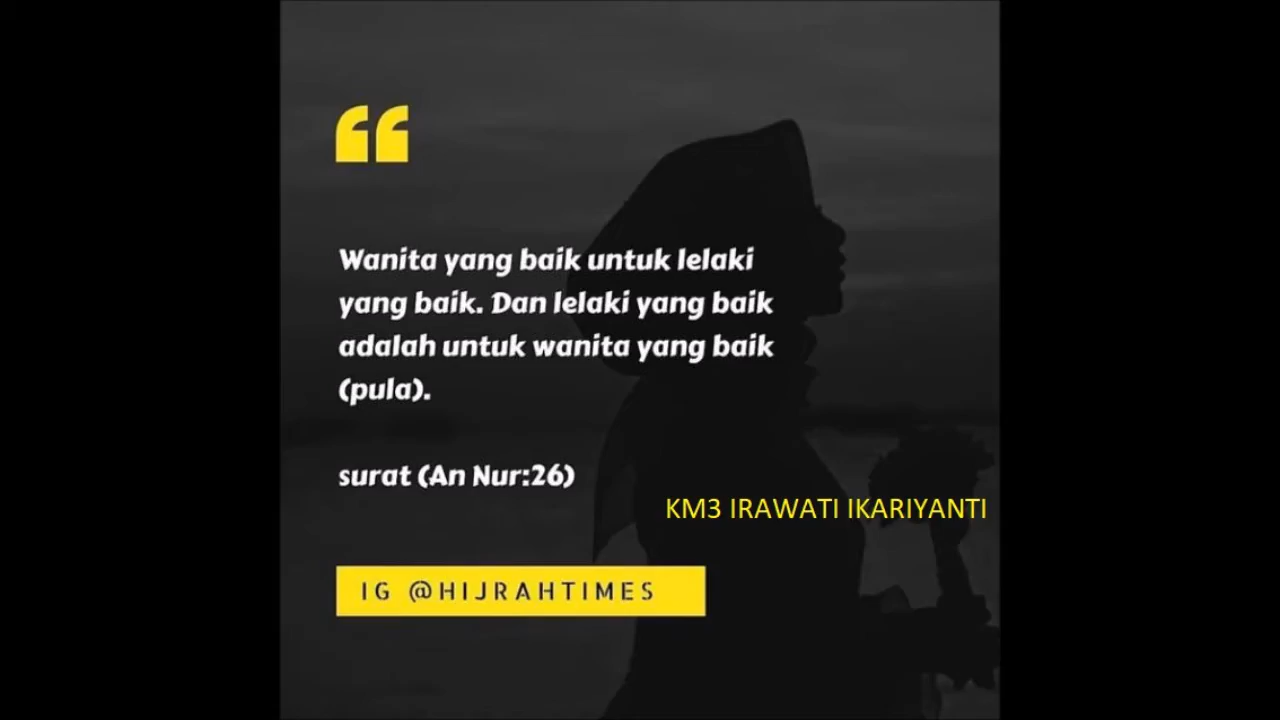 Wanita yang baik untuk lelaki
yang baik. Dan lelaki yang baik
adalah untuk wanita yang baik
(pula).
surat (An Nur:26)
KM3 IRAWATI IKARIYANTI
IG @HIJRAHTIMES